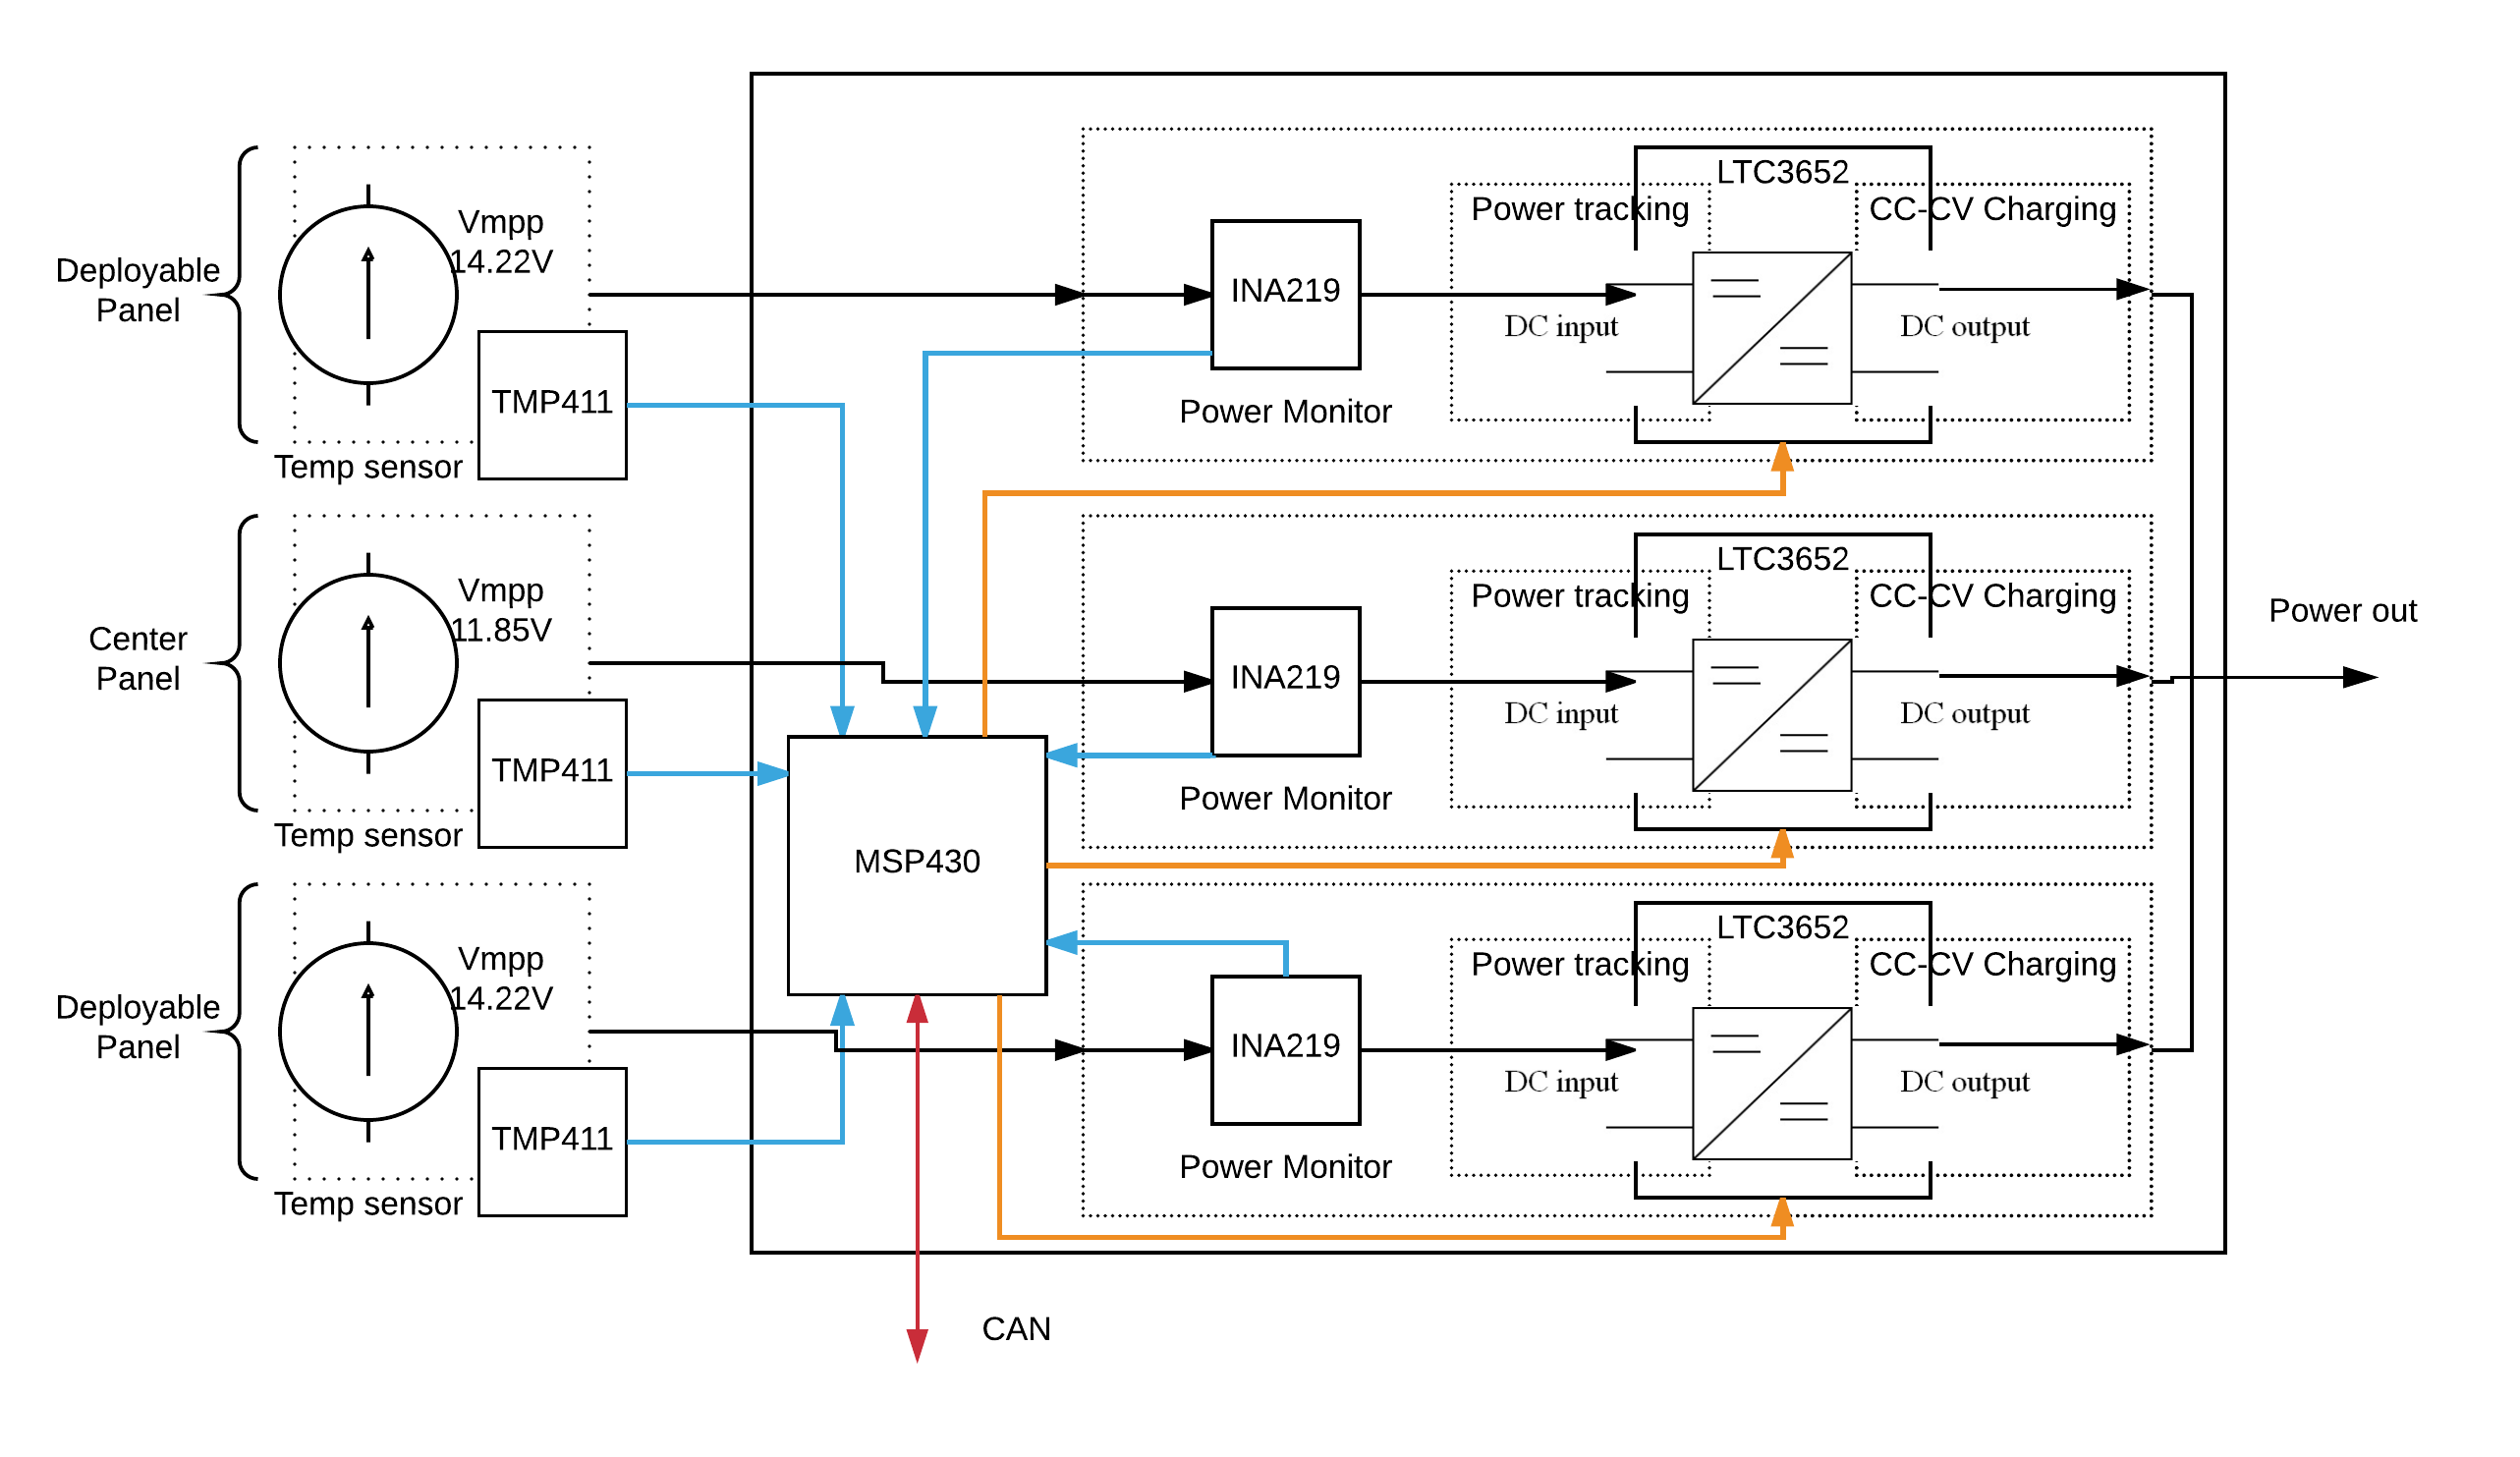 LTC3652
Power tracking
CC-CV Charging
Vmpp
14.22V
Deployable
Panel
INA219
DC input
DC output
TMP411
Power Monitor
Temp sensor
LTC3652
Power tracking
CC-CV Charging
Vmpp
11.85V
Power out
Center
Panel
INA219
DC input
DC output
TMP411
Power Monitor
Temp sensor
MSP430
LTC3652
Power tracking
CC-CV Charging
Vmpp
14.22V
Deployable
Panel
INA219
DC input
DC output
TMP411
Power Monitor
Temp sensor
CAN